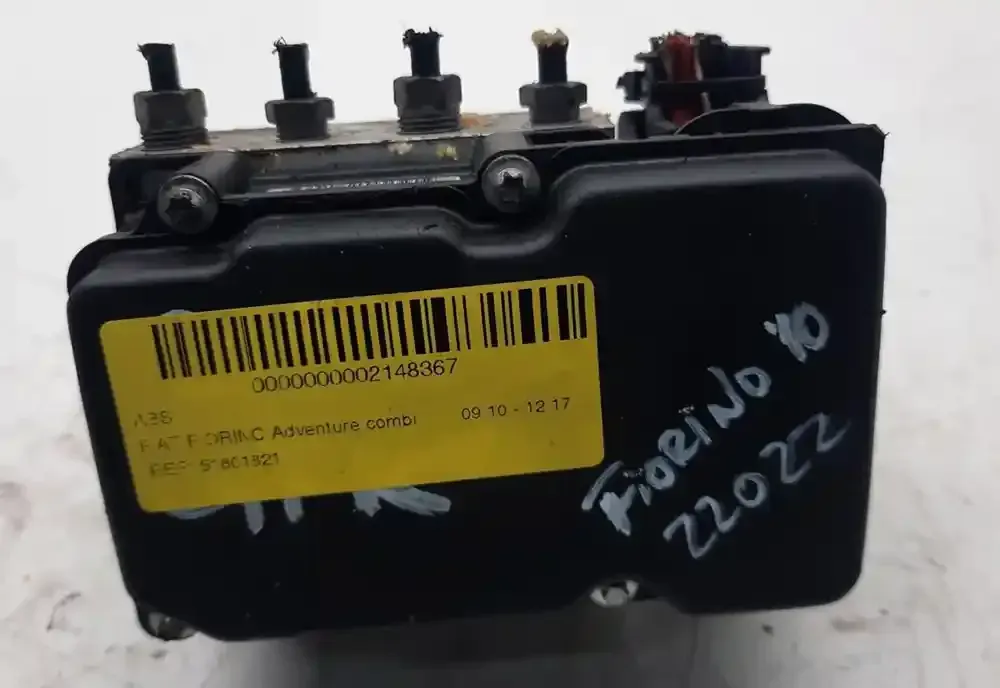 0000000002148367
ABS
FIAT FIORINO Adventure combi 09 10 - 12 17
REF: 51801821
FIORINO '10
22022